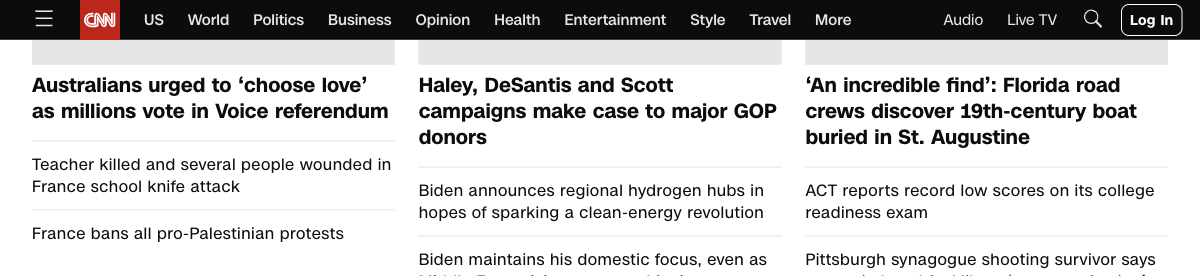 CNN US World Politics Business Opinion Health Entertainment Style Travel More Audio Live TV Log In
Australians urged to ‘choose love’
as millions vote in Voice referendum
Teacher killed and several people wounded in
France school knife attack
France bans all pro-Palestinian protests
Haley, DeSantis and Scott
campaigns make case to major GOP
donors
Biden announces regional hydrogen hubs in
hopes of sparking a clean-energy revolution
Biden maintains his domestic focus, even as
‘An incredible find’: Florida road
crews discover 19th-century boat
buried in St. Augustine
ACT reports record low scores on its college
readiness exam
Pittsburgh synagogue shooting survivor says